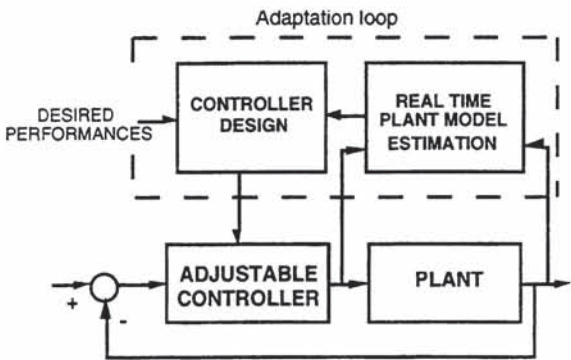 Adaptation loop
DESIRED
PERFORMANCES
CONTROLLER
DESIGN
REAL TIME
PLANT MODEL
ESTIMATION
ADJUSTABLE
CONTROLLER
PLANT
+
-